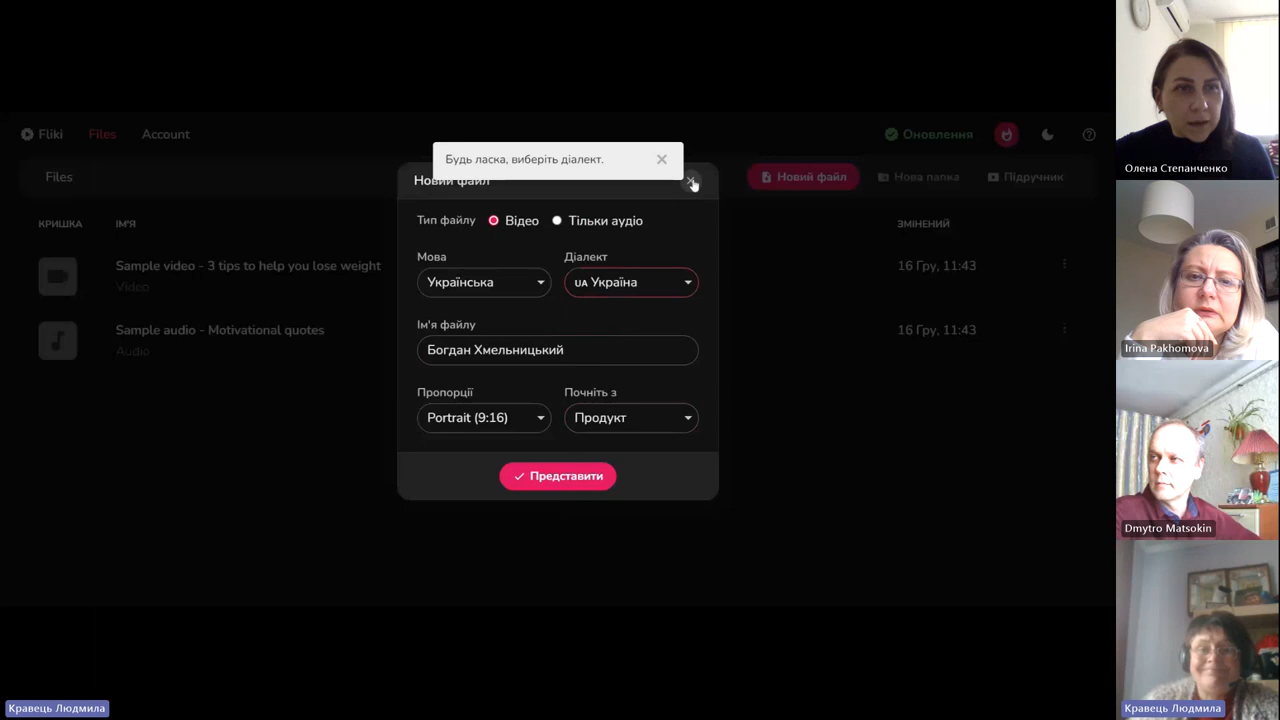 Fliki
Files
Account
Оновлення
Files
Новий файл
Нова папка
Підручник
Будь ласка, виберіть діалект.
Новий файл
КРИШКА
ІМ'Я
ЗМІНЕНИЙ
Sample video - 3 tips to help you lose weight
Video
16 Гру, 11:43
Sample audio - Motivational quotes
Audio
16 Гру, 11:43
Тип файлу
Відео
Тільки аудіо
Мова
Діалект
Українська
UA Україна
Ім'я файлу
Богдан Хмельницький
Пропорції
Почніть з
Portrait (9:16)
Продукт
Представити
Олена Степанченко
Irina Pakhomova
Dmytro Matsokin
Кравець Людмила
Кравець Людмила